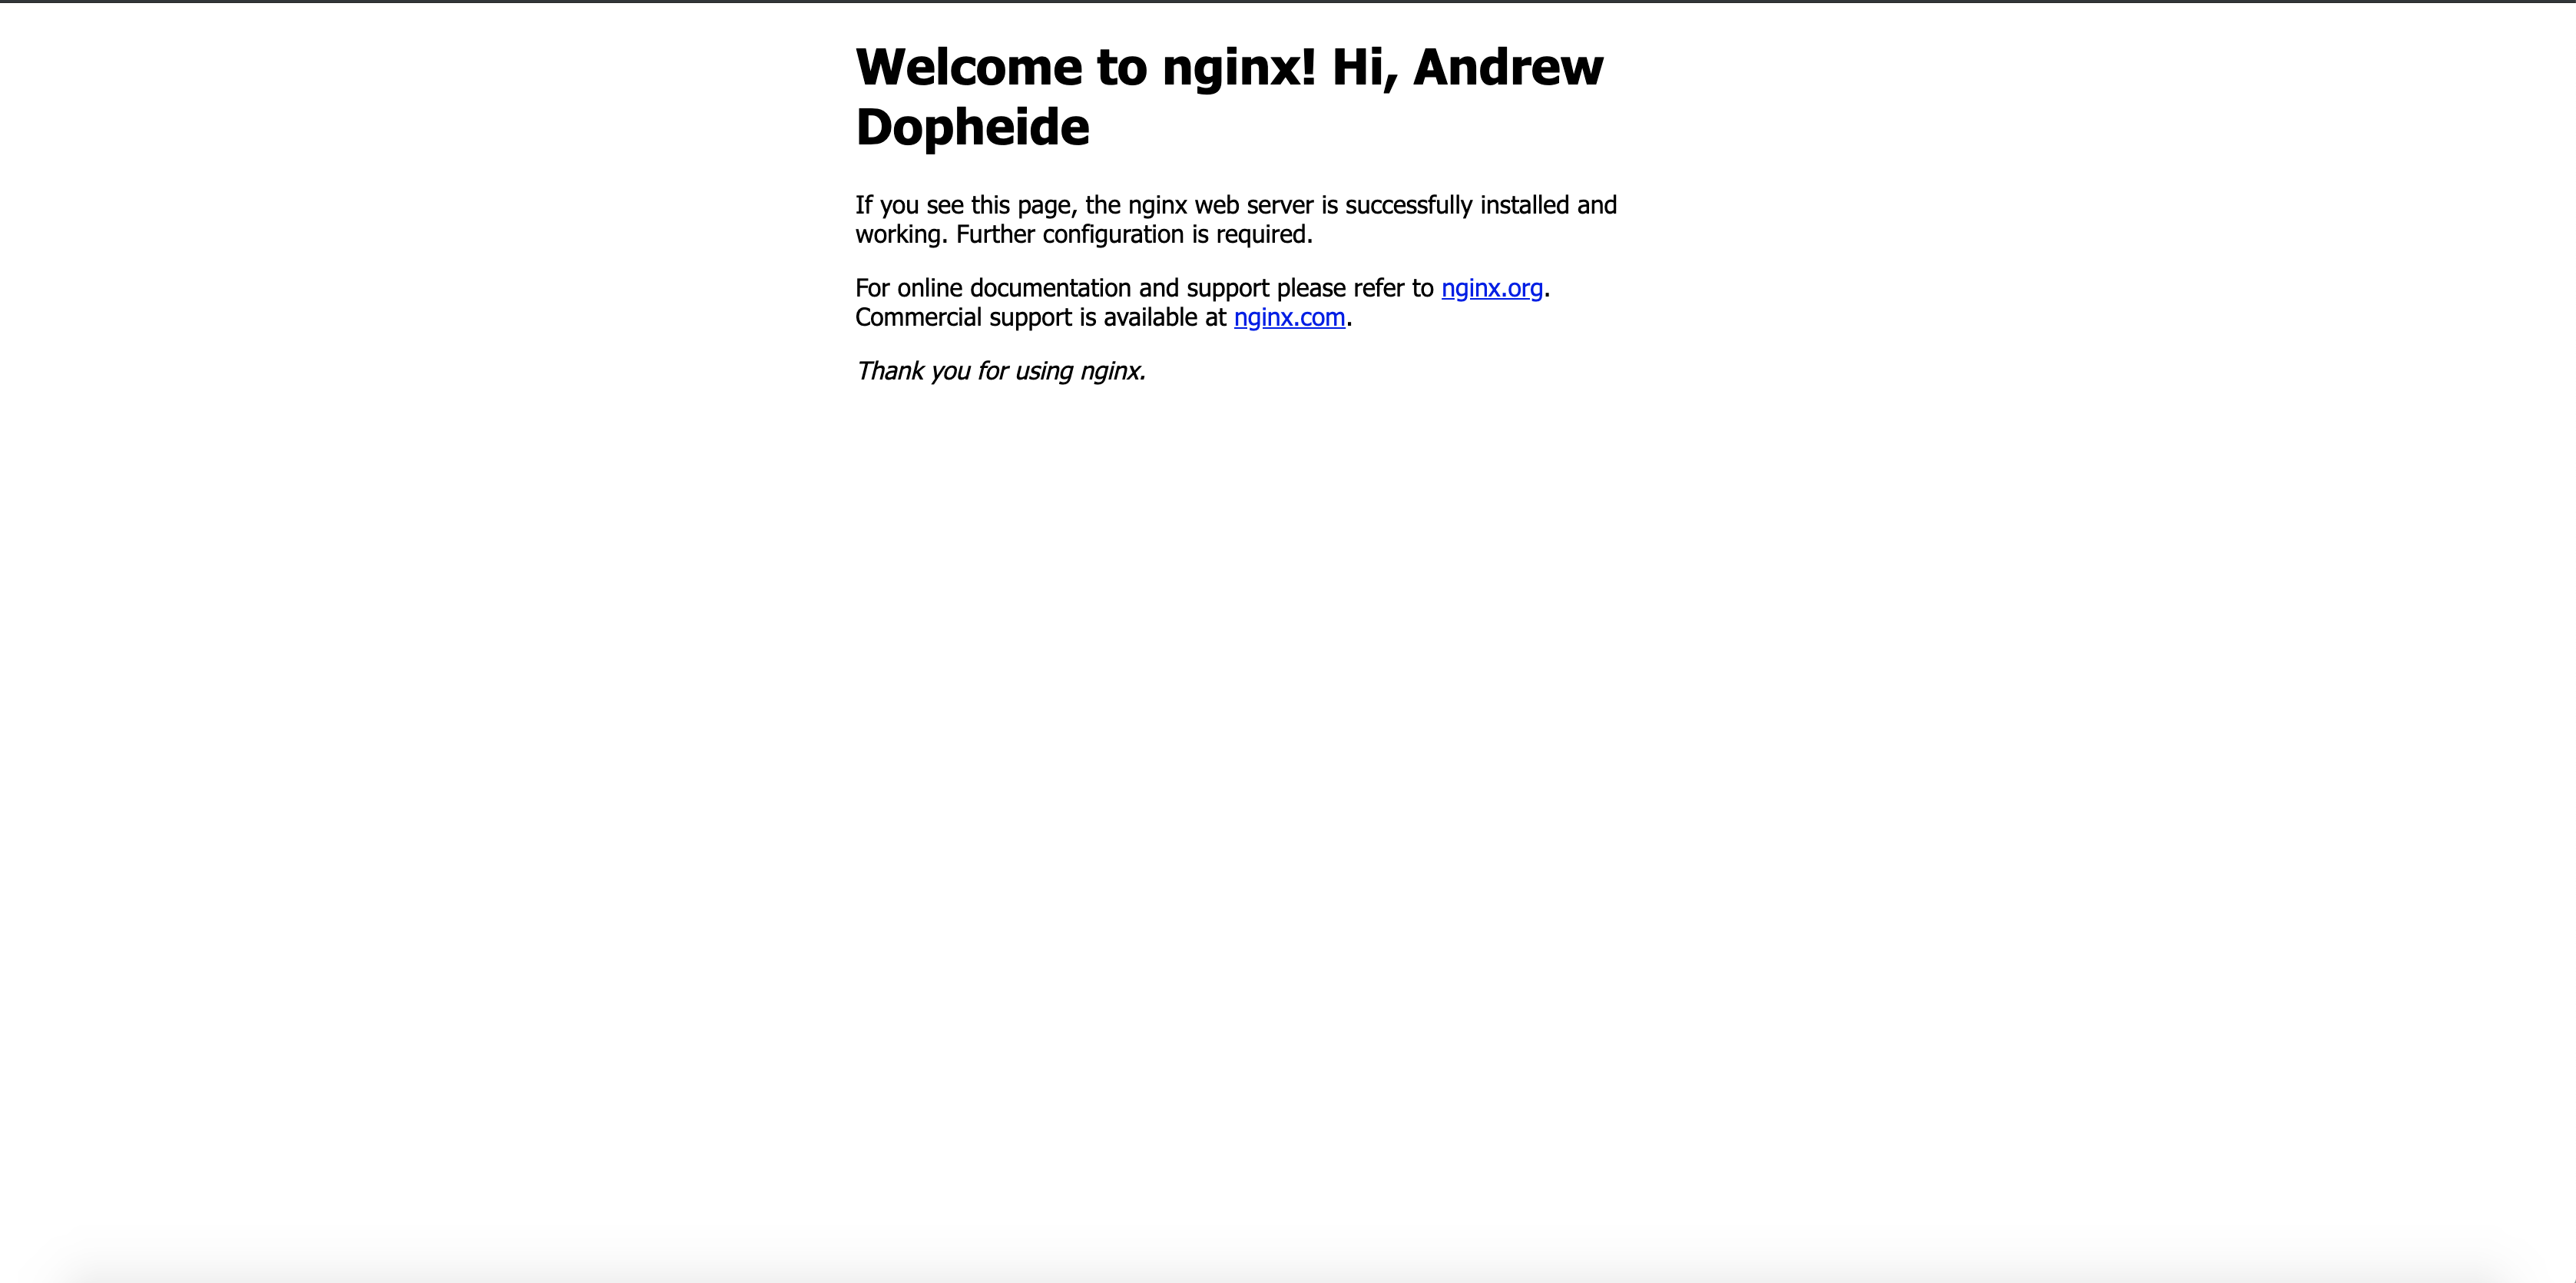 Welcome to nginx! Hi, Andrew
Dopheide
If you see this page, the nginx web server is successfully installed and
working. Further configuration is required.
For online documentation and support please refer to nginx.org.
Commercial support is available at nginx.com.
Thank you for using nginx.